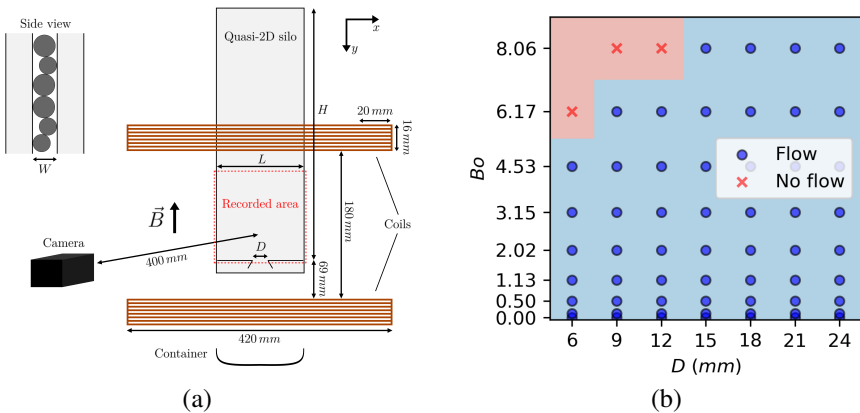 Side view
W
Quasi-2D silo
x
y
H
20 mm
16 mm
L
Recorded area
B
180 mm
Coils
Camera
400 mm
D
69 mm
420 mm
Container
(a)
Bo
8.06
6.17
4.53
3.15
2.02
1.13
0.50
0.00
Flow
No flow
6 9 12 15 18 21 24
D (mm)
(b)